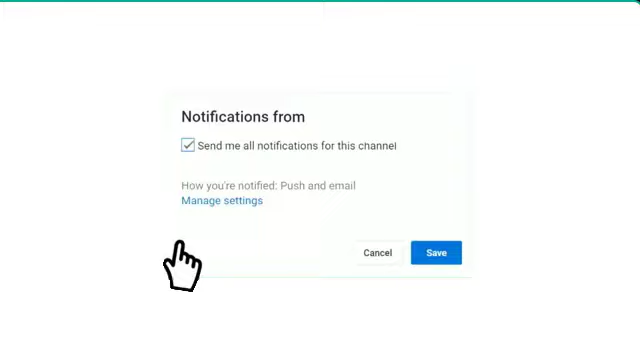 Notifications from
Send me all notifications for this channel
How you're notified: Push and email
Manage settings
Cancel
Save